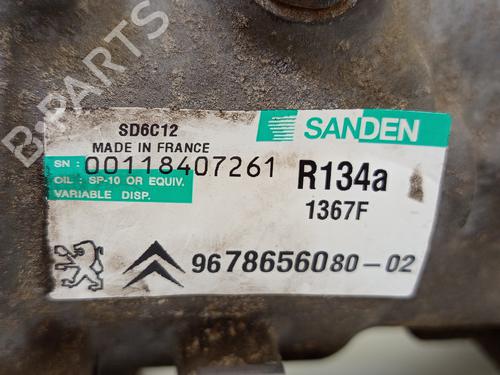 B-PARTS
SD6C12
MADE IN FRANCE
SANDEN
SN : 00118407261
OIL : SP-10 OR EQUIV.
VARIABLE DISP.
R134a
1367F
9678656080-02